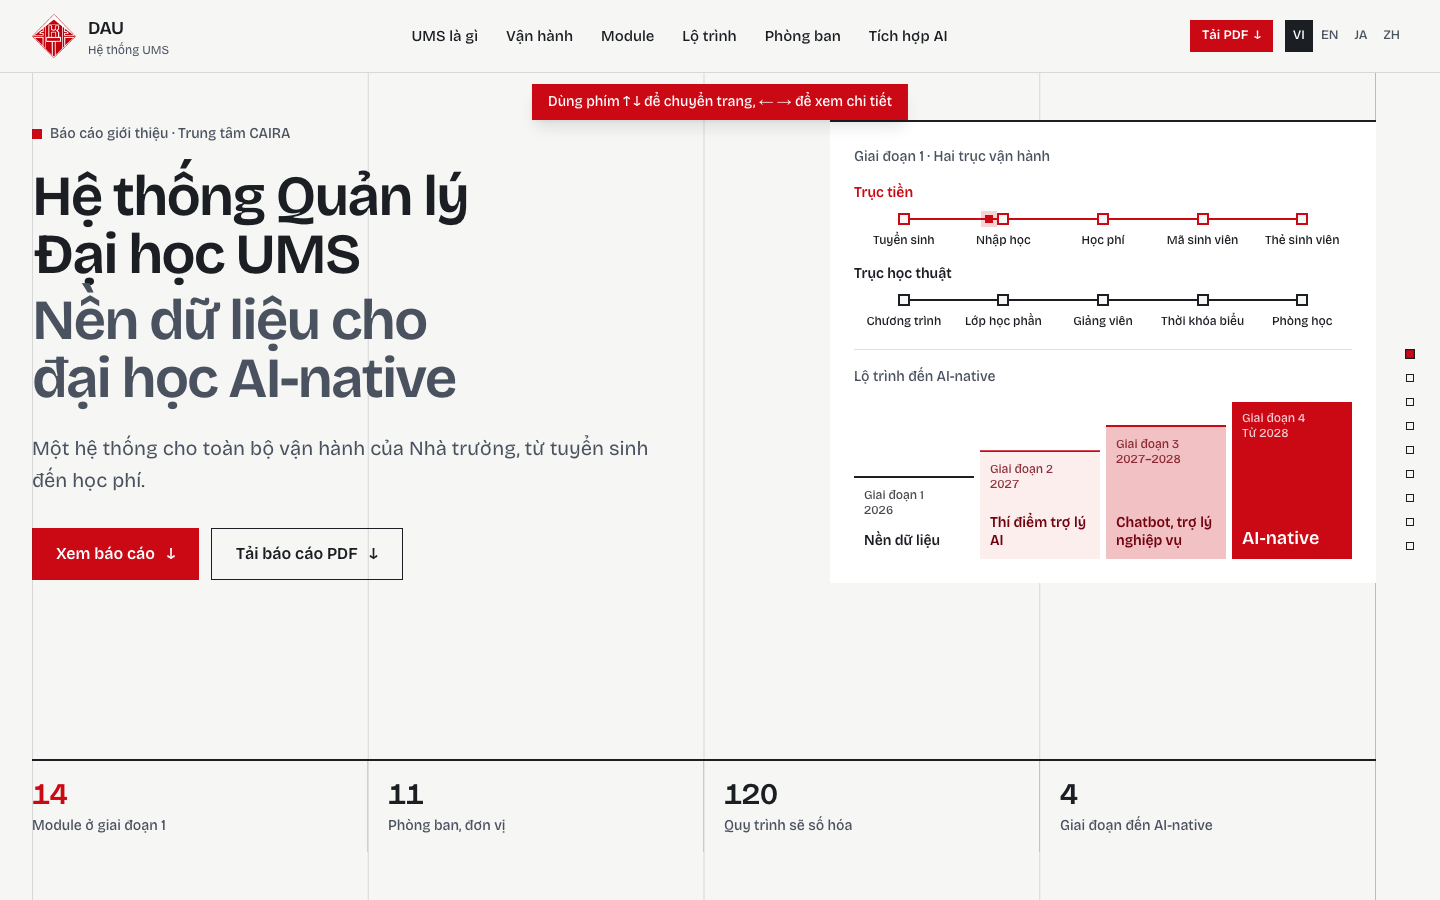 DAU
Hệ thống UMS
UMS là gì
Vận hành
Module
Lộ trình
Phòng ban
Tích hợp AI
Tải PDF ↓
VI
EN
JA
ZH
Dùng phím ↑↓ để chuyển trang, ← → để xem chi tiết
Báo cáo giới thiệu · Trung tâm CAIRA
Hệ thống Quản lý
Đại học UMS
Nền dữ liệu cho
đại học AI-native
Một hệ thống cho toàn bộ vận hành của Nhà trường, từ tuyển sinh
đến học phí.
Xem báo cáo ↓
Tải báo cáo PDF ↓
Giai đoạn 1 · Hai trục vận hành
Trục tiền
Tuyển sinh
Nhập học
Học phí
Mã sinh viên
Thẻ sinh viên
Trục học thuật
Chương trình
Lớp học phần
Giảng viên
Thời khóa biểu
Phòng học
Lộ trình đến AI-native
Giai đoạn 1
2026
Nền dữ liệu
Giai đoạn 2
2027
Thí điểm trợ lý
AI
Giai đoạn 3
2027–2028
Chatbot, trợ lý
nghiệp vụ
Giai đoạn 4
Từ 2028
AI-native
14
Module ở giai đoạn 1
11
Phòng ban, đơn vị
120
Quy trình sẽ số hóa
4
Giai đoạn đến AI-native